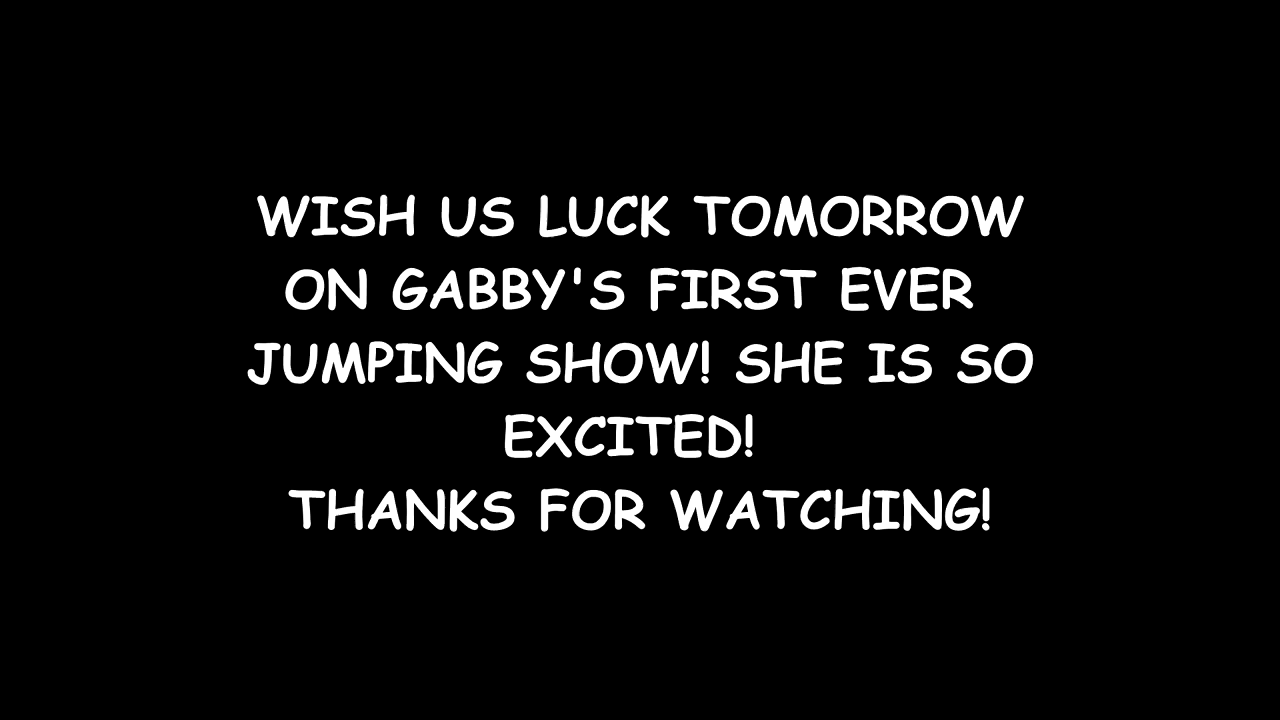 WISH US LUCK TOMORROW
ON GABBY'S FIRST EVER
JUMPING SHOW! SHE IS SO
EXCITED!
THANKS FOR WATCHING!